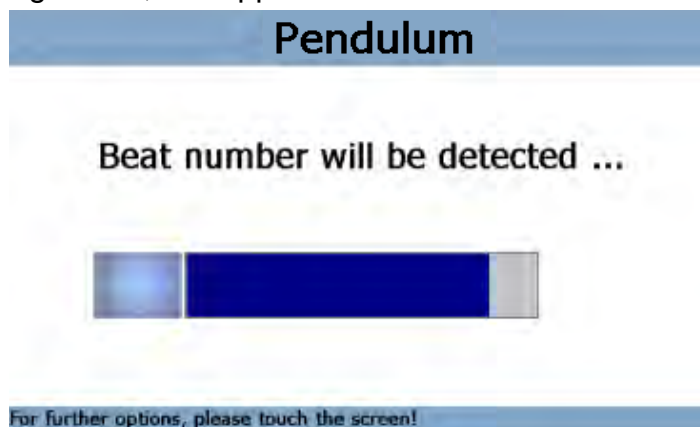 Pendulum
Beat number will be detected ...
For further options, please touch the screen!